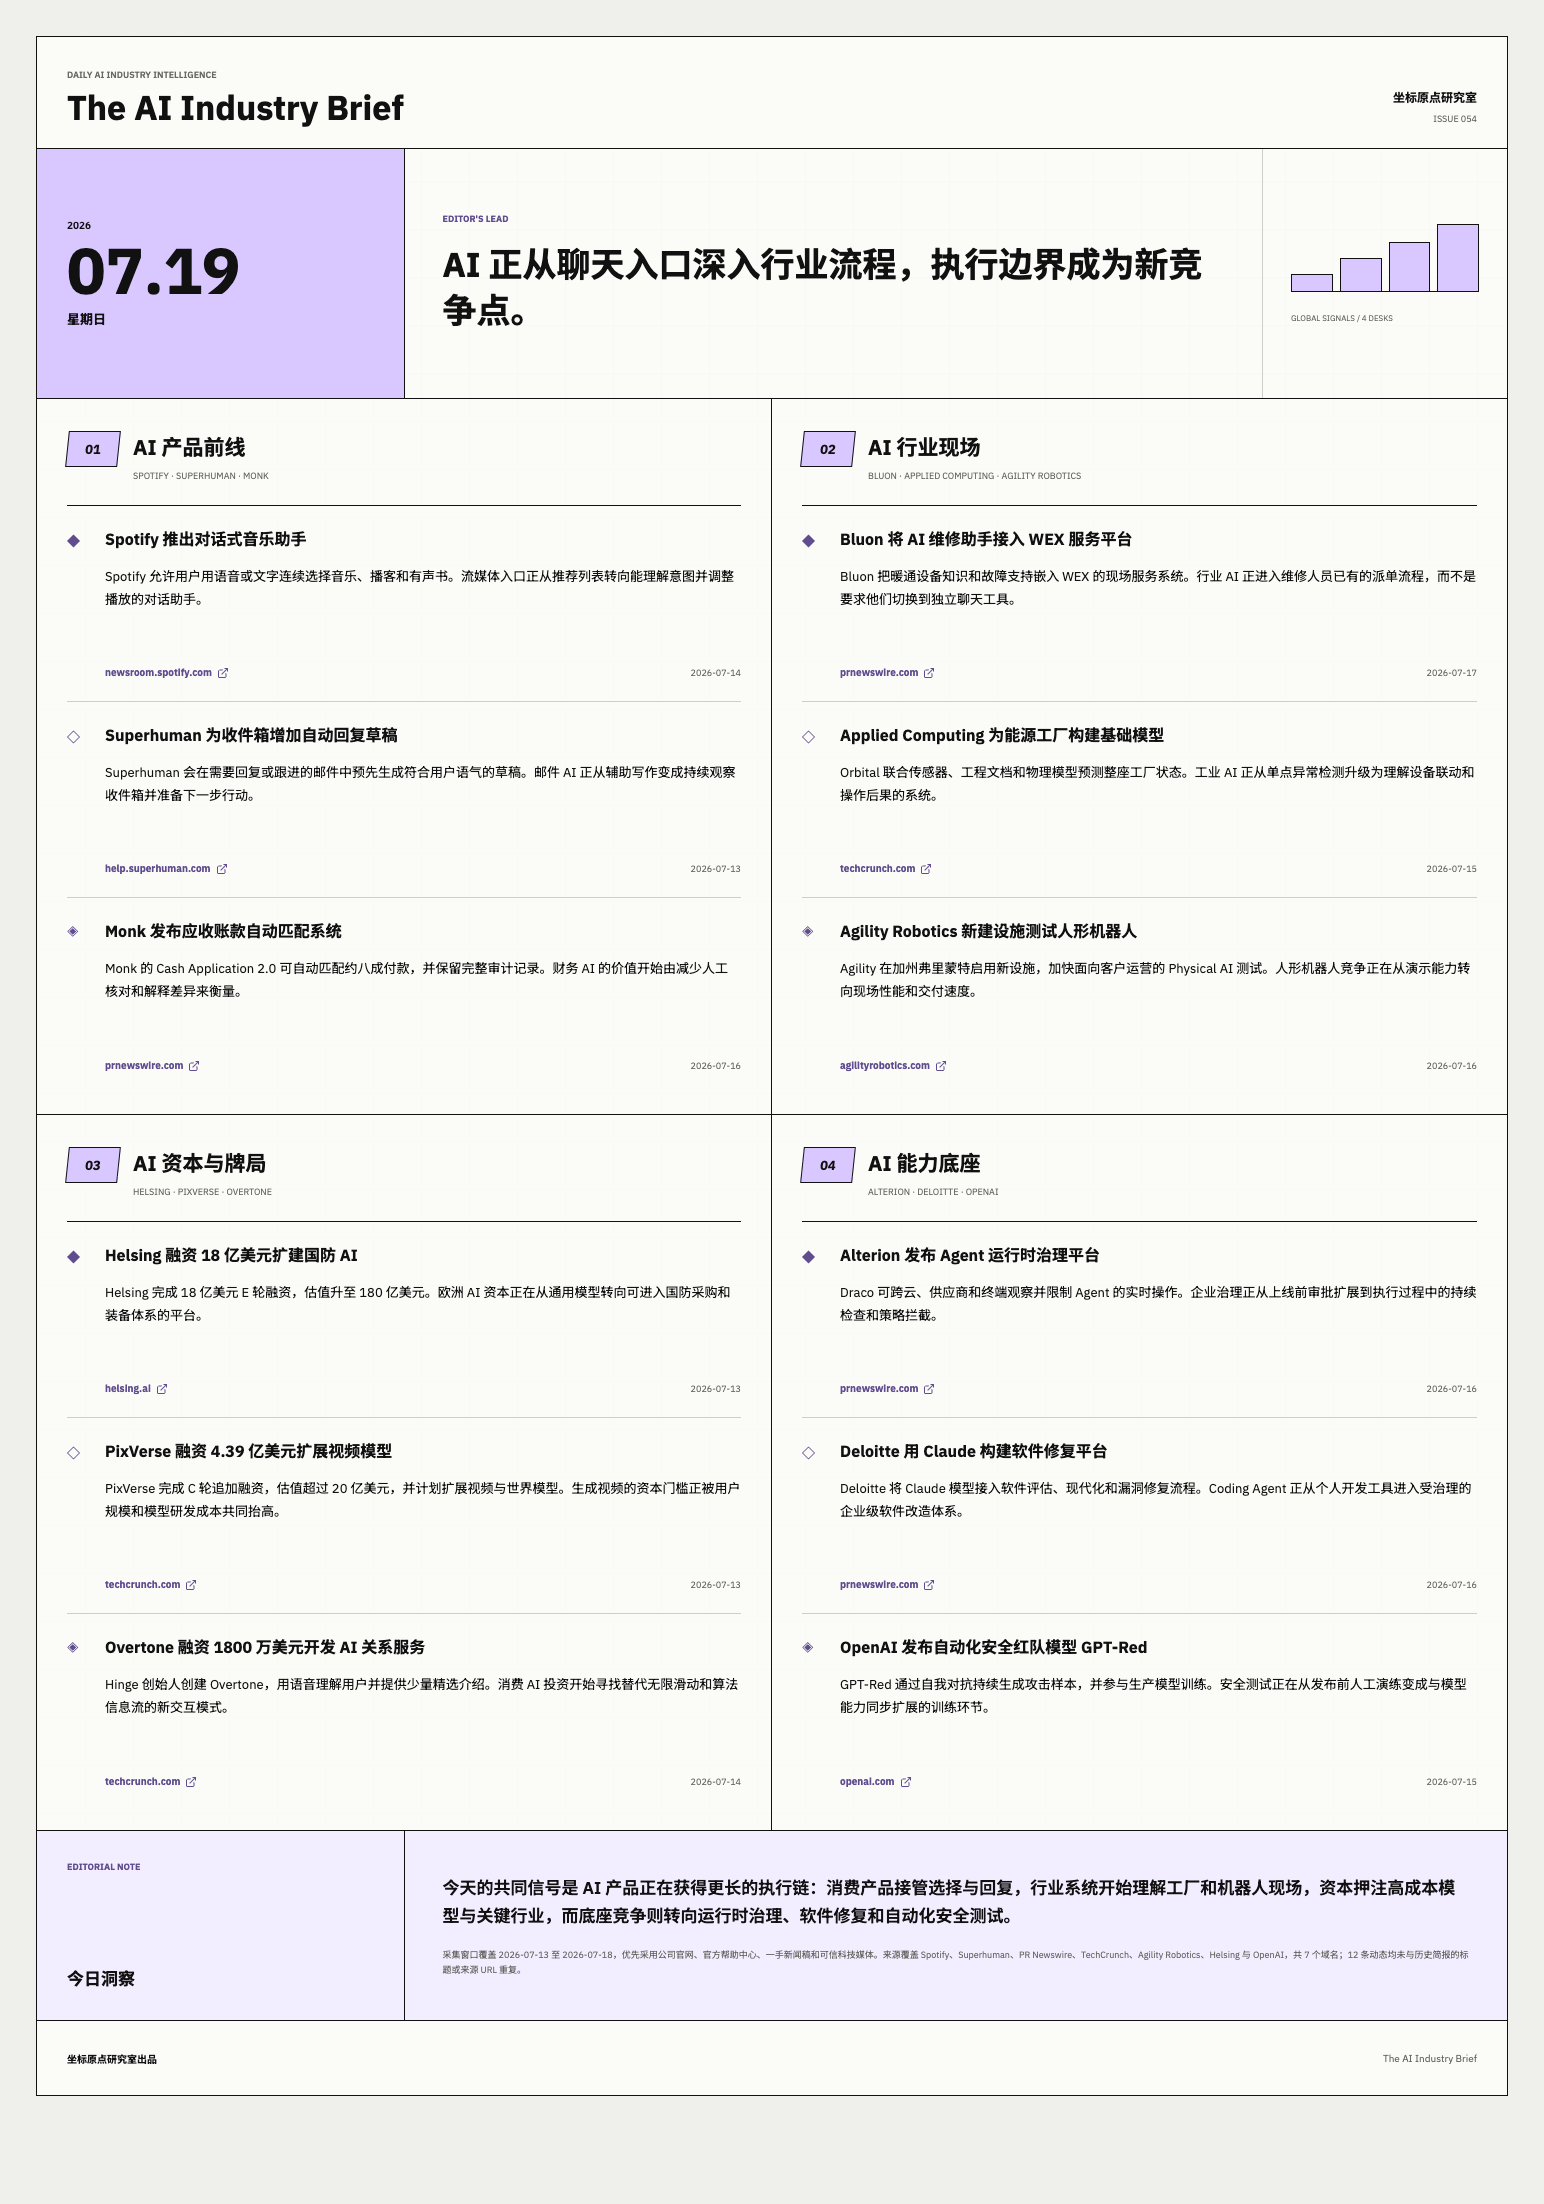 DAILY AI INDUSTRY INTELLIGENCE
The AI Industry Brief
坐标原点研究室
ISSUE 054
2026
07.19
星期日
EDITOR'S LEAD
AI 正从聊天入口深入行业流程，执行边界成为新竞
争点。
GLOBAL SIGNALS / 4 DESKS
01
AI 产品前线
SPOTIFY · SUPERHUMAN · MONK
Spotify 推出对话式音乐助手
Spotify 允许用户用语音或文字连续选择音乐、播客和有声书。流媒体入口正从推荐列表转向能理解意图并调整
播放的对话助手。
newsroom.spotify.com
2026-07-14
Superhuman 为收件箱增加自动回复草稿
Superhuman 会在需要回复或跟进的邮件中预先生成符合用户语气的草稿。邮件 AI 正从辅助写作变成持续观察
收件箱并准备下一步行动。
help.superhuman.com
2026-07-13
Monk 发布应收账款自动匹配系统
Monk 的 Cash Application 2.0 可自动匹配约八成付款，并保留完整审计记录。财务 AI 的价值开始由减少人工
核对和解释差异来衡量。
prnewswire.com
2026-07-16
02
AI 行业现场
BLUON · APPLIED COMPUTING · AGILITY ROBOTICS
Bluon 将 AI 维修助手接入 WEX 服务平台
Bluon 把暖通设备知识和故障支持嵌入 WEX 的现场服务系统。行业 AI 正进入维修人员已有的派单流程，而不是
要求他们切换到独立聊天工具。
prnewswire.com
2026-07-17
Applied Computing 为能源工厂构建基础模型
Orbital 联合传感器、工程文档和物理模型预测整座工厂状态。工业 AI 正从单点异常检测升级为理解设备联动和
操作后果的系统。
techcrunch.com
2026-07-15
Agility Robotics 新建设施测试人形机器人
Agility 在加州弗里蒙特启用新设施，加快面向客户运营的 Physical AI 测试。人形机器人竞争正在从演示能力转
向现场性能和交付速度。
agilityrobotics.com
2026-07-16
03
AI 资本与牌局
HELSING · PIXVERSE · OVERTONE
Helsing 融资 18 亿美元扩建国防 AI
Helsing 完成 18 亿美元 E 轮融资，估值升至 180 亿美元。欧洲 AI 资本正在从通用模型转向可进入国防采购和
装备体系的平台。
helsing.ai
2026-07-13
PixVerse 融资 4.39 亿美元扩展视频模型
PixVerse 完成 C 轮追加融资，估值超过 20 亿美元，并计划扩展视频与世界模型。生成视频的资本门槛正被用户
规模和模型研发成本共同抬高。
techcrunch.com
2026-07-13
Overtone 融资 1800 万美元开发 AI 关系服务
Hinge 创始人创建 Overtone，用语音理解用户并提供少量精选介绍。消费 AI 投资开始寻找替代无限滑动和算法
信息流的新交互模式。
techcrunch.com
2026-07-14
04
AI 能力底座
ALTERION · DELOITTE · OPENAI
Alterion 发布 Agent 运行时治理平台
Draco 可跨云、供应商和终端观察并限制 Agent 的实时操作。企业治理正从上线前审批扩展到执行过程中的持续
检查和策略拦截。
prnewswire.com
2026-07-16
Deloitte 用 Claude 构建软件修复平台
Deloitte 将 Claude 模型接入软件评估、现代化和漏洞修复流程。Coding Agent 正从个人开发工具进入受治理的
企业级软件改造体系。
prnewswire.com
2026-07-16
OpenAI 发布自动化安全红队模型 GPT-Red
GPT-Red 通过自我对抗持续生成攻击样本，并参与生产模型训练。安全测试正在从发布前人工演练变成与模型
能力同步扩展的训练环节。
openai.com
2026-07-15
EDITORIAL NOTE
今日洞察
今天的共同信号是 AI 产品正在获得更长的执行链：消费产品接管选择与回复，行业系统开始理解工厂和机器人现场，资本押注高成本模
型与关键行业，而底座竞争则转向运行时治理、软件修复和自动化安全测试。
采集窗口覆盖 2026-07-13 至 2026-07-18，优先采用公司官网、官方帮助中心、一手新闻稿和可信科技媒体。来源覆盖 Spotify、Superhuman、PR Newswire、TechCrunch、Agility Robotics、Helsing 与 OpenAI，共 7 个域名；12 条动态均未与历史简报的标
题或来源 URL 重复。
坐标原点研究室出品
The AI Industry Brief